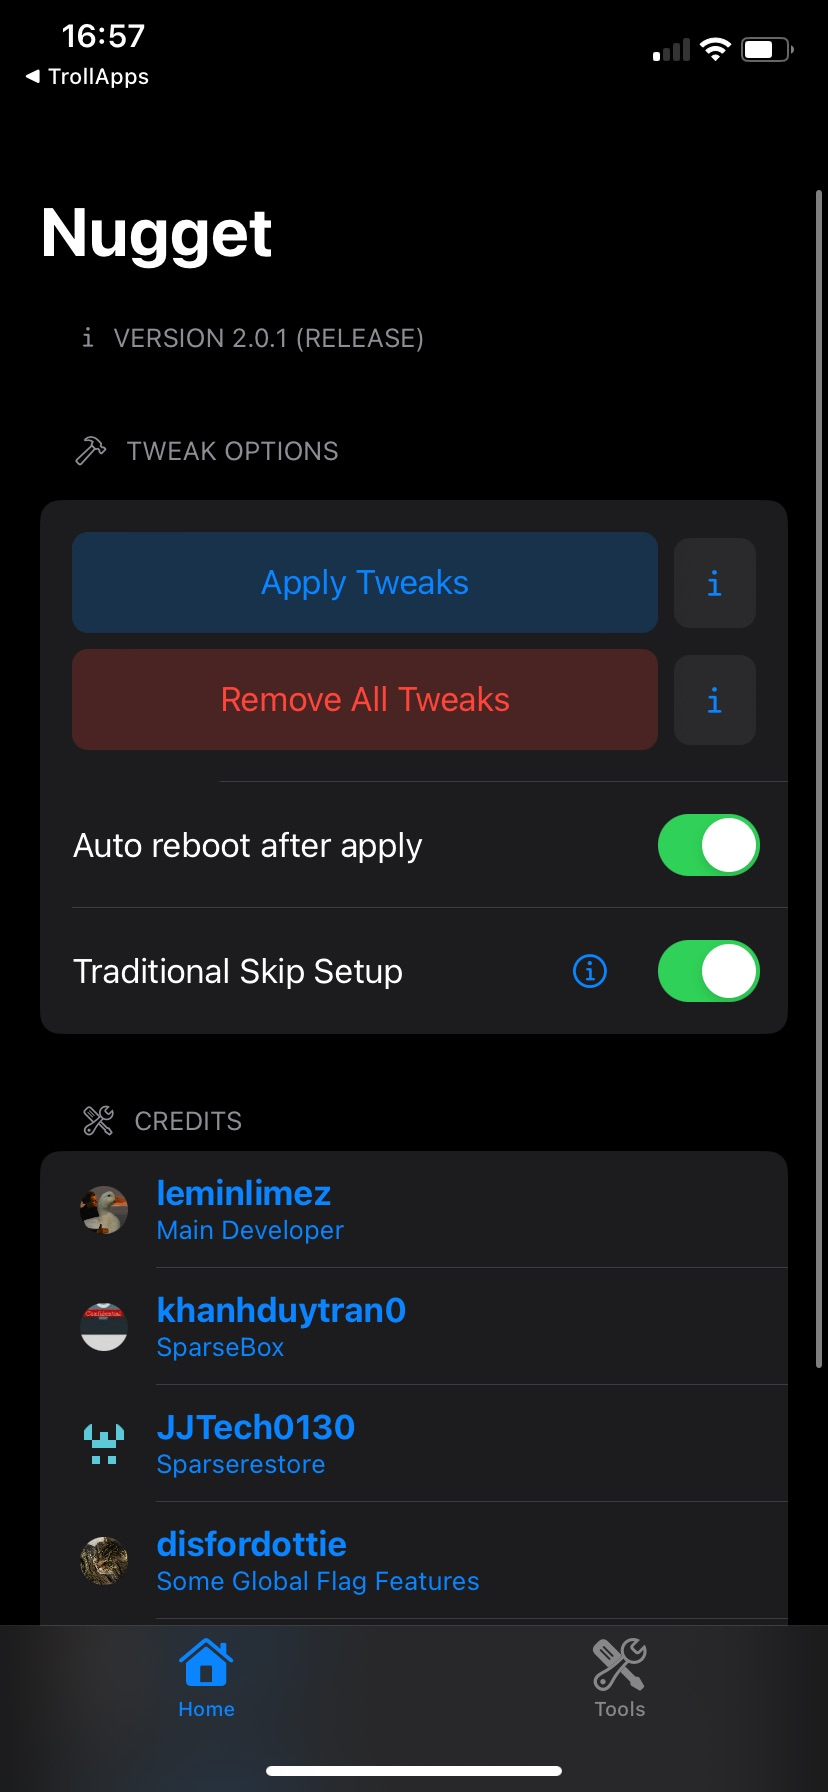 16:57
◀ TrollApps
Nugget
i VERSION 2.0.1 (RELEASE)
TWEAK OPTIONS
Apply Tweaks
i
Remove All Tweaks
i
Auto reboot after apply
Traditional Skip Setup
i
CREDITS
leminlimez
Main Developer
khanhduytran0
SparseBox
JJTech0130
Sparserestore
disfordottie
Some Global Flag Features
Home
Tools